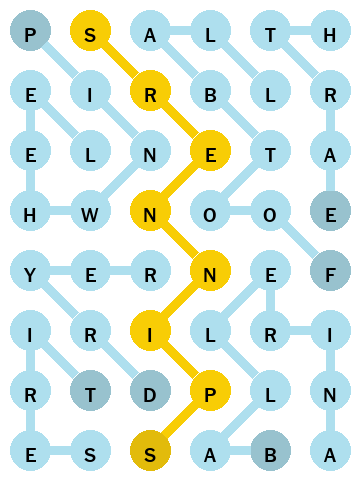 P S A L T H
E I R B L R
E L N E T A
H W N O O E
Y E R N E F
I R I L R I
R T D P L N
E S S A B A